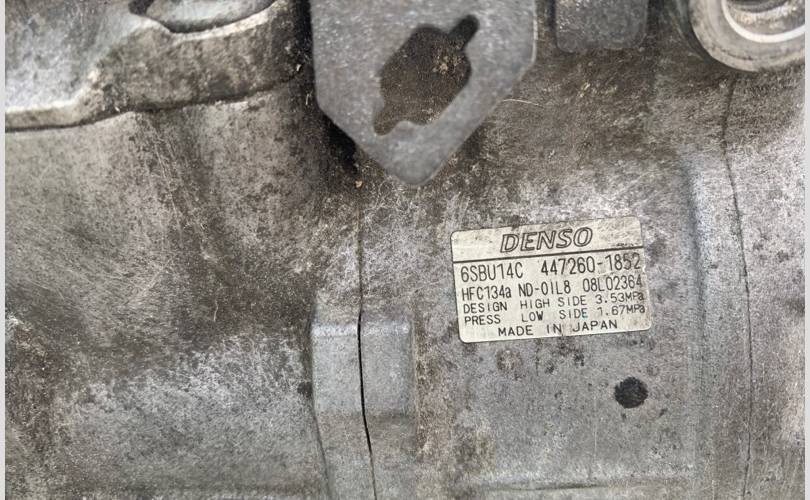 DENSO
6SBU14C 447260-1852
HFC134a ND-OIL8 08L02364
DESIGN HIGH SIDE 3.53MPa
PRESS LOW SIDE 1.67MPa
MADE IN JAPAN